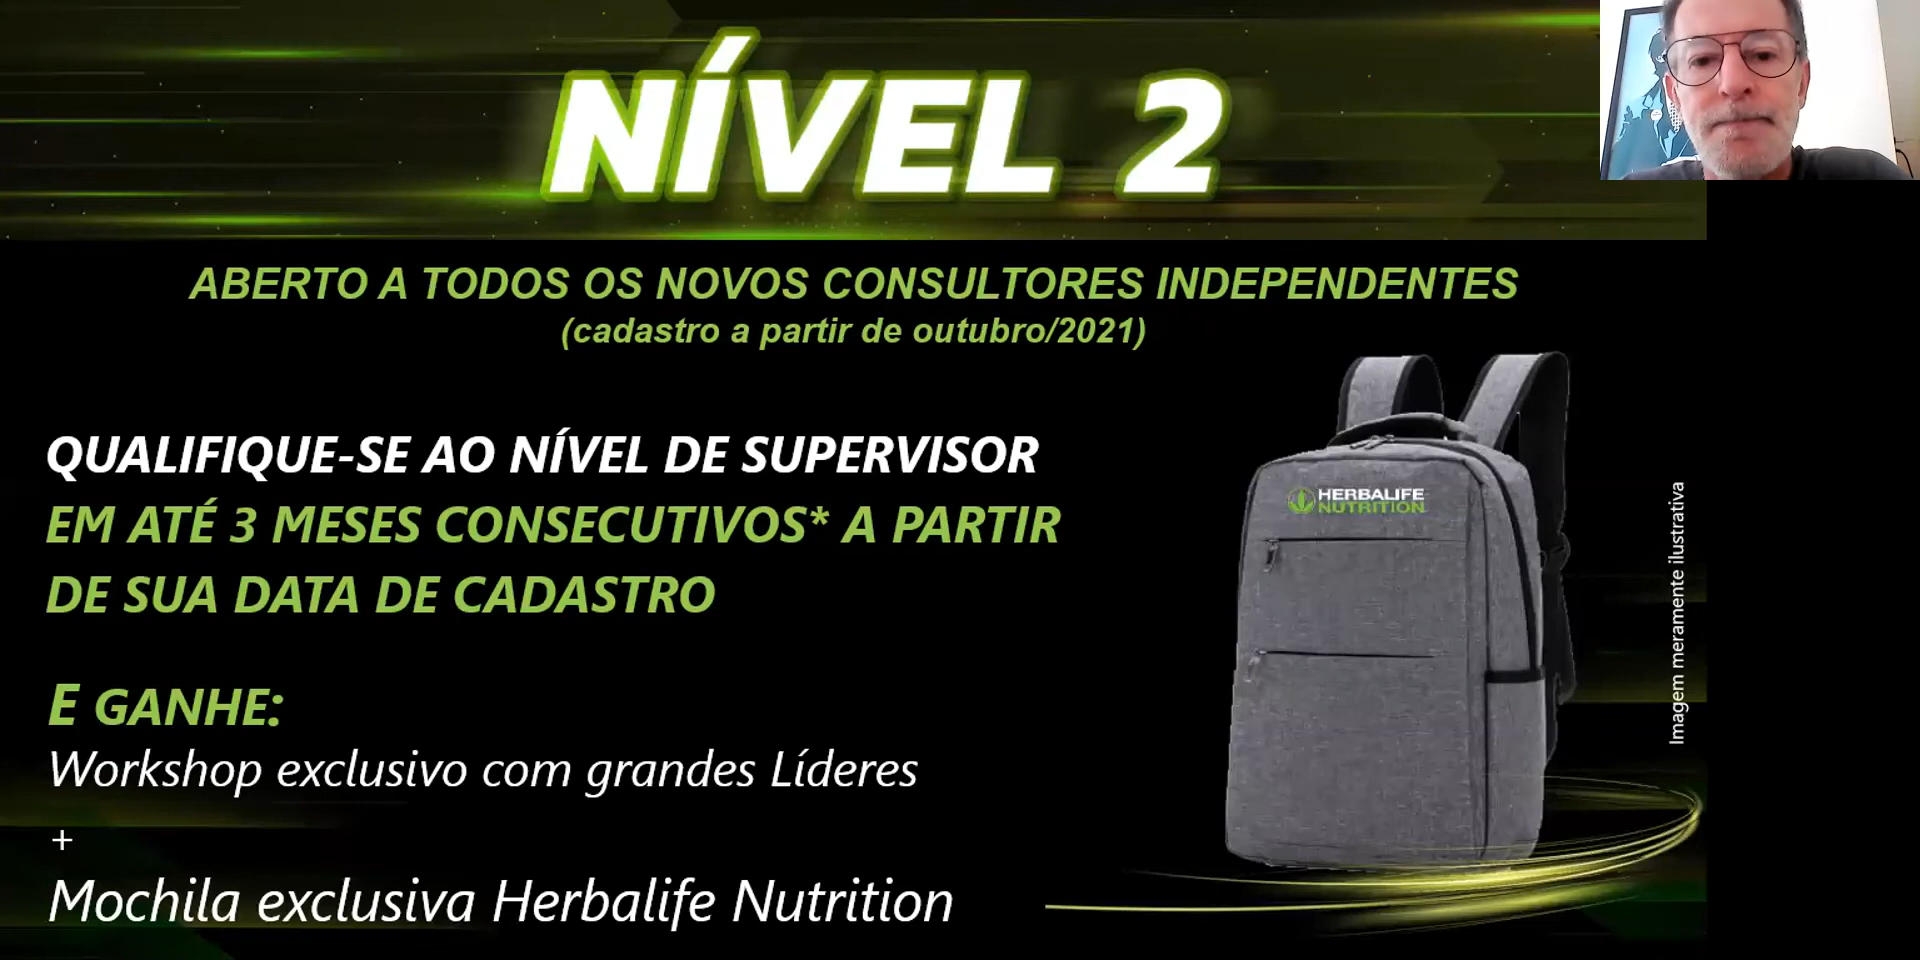 NÍVEL 2
ABERTO A TODOS OS NOVOS CONSULTORES INDEPENDENTES
(cadastro a partir de outubro/2021)
QUALIFIQUE-SE AO NÍVEL DE SUPERVISOR
EM ATÉ 3 MESES CONSECUTIVOS* A PARTIR
DE SUA DATA DE CADASTRO
E GANHE:
Workshop exclusivo com grandes Líderes
+
Mochila exclusiva Herbalife Nutrition
HERBALIFE
NUTRITION
Imagem meramente ilustrativa